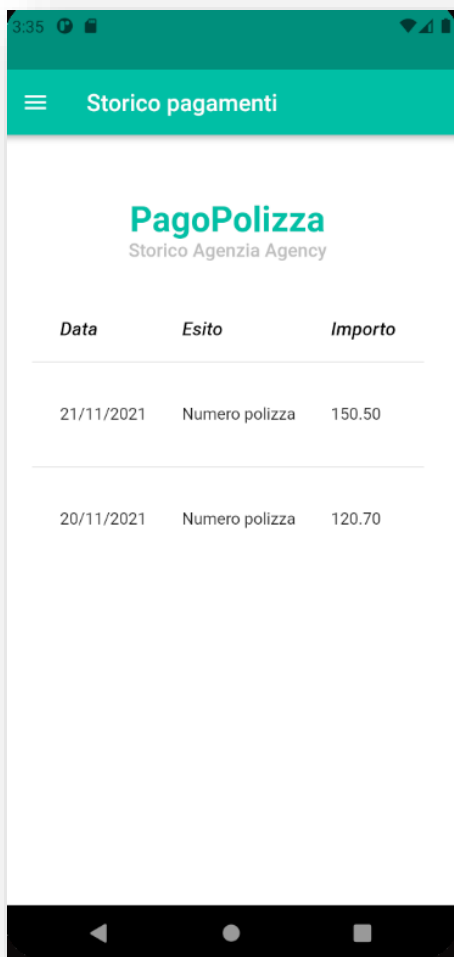 3:35
Storico pagamenti
PagoPolizza
Storico Agenzia Agency
Data Esito Importo
21/11/2021 Numero polizza 150.50
20/11/2021 Numero polizza 120.70